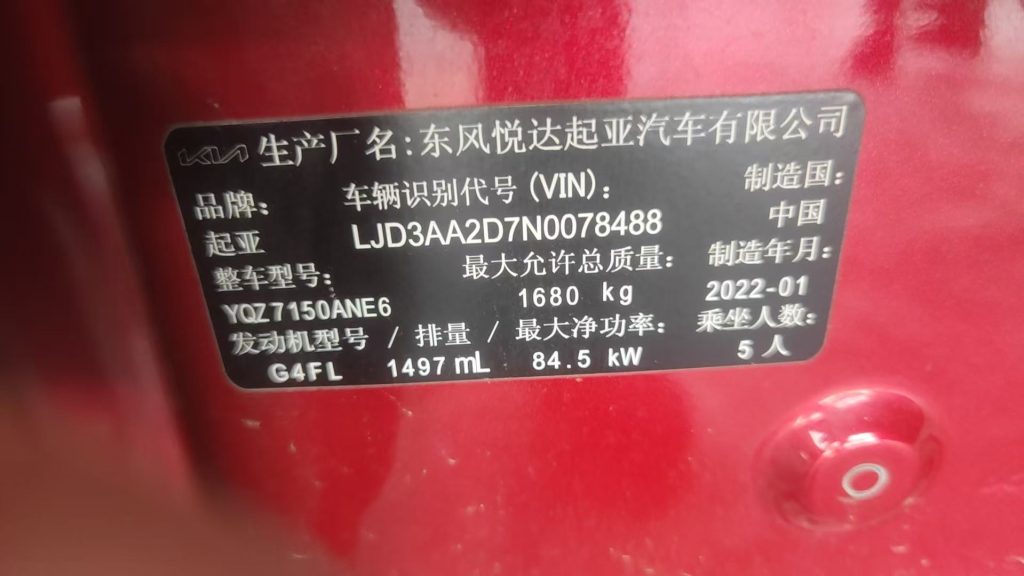 KIA 生产厂名:东风悦达起亚汽车有限公司
品牌: 车辆识别代号(VIN): 制造国:
起亚 LJD3AA2D7N0078488 中国
整车型号: 最大允许总质量: 制造年月:
YQZ7150ANE6 1680 kg 2022-01
发动机型号 / 排量 / 最大净功率: 乘坐人数:
G4FL 1497 mL 84.5 kW 5 人